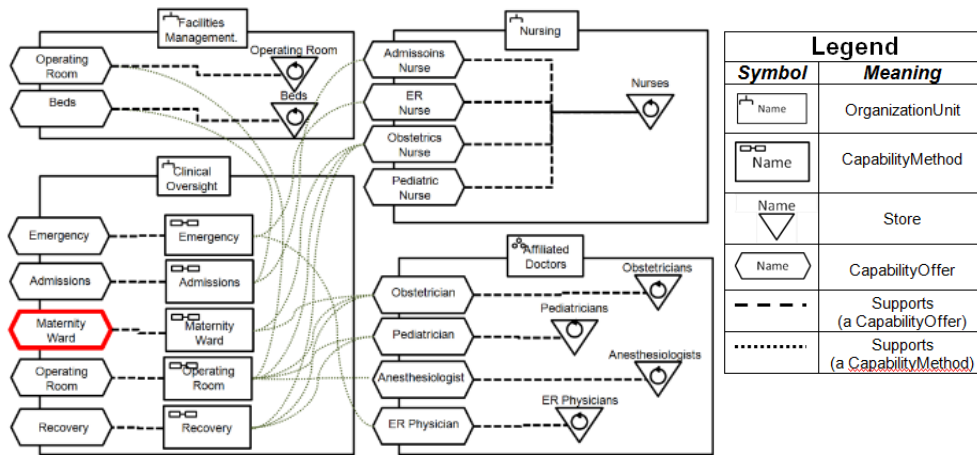 Facilities
Management.
Operating
Room
Beds
Operating Room
Beds
Nursing
Admissoins
Nurse
ER
Nurse
Obstetrics
Nurse
Pediatric
Nurse
Nurses
Clinical
Oversight
Emergency
Admissions
Maternity
Ward
Operating
Room
Recovery
Emergency
Admissions
Maternity
Ward
Operating
Room
Recovery
Affiliated
Doctors
Obstetrician
Pediatrician
Anesthesiologist
ER Physician
Obstetricians
Pediatricians
Anesthesiologists
ER Physicians
Legend
Symbol Meaning
Name OrganizationUnit
Name CapabilityMethod
Name Store
Name CapabilityOffer
Supports
(a CapabilityOffer)
Supports
(a CapabilityMethod)